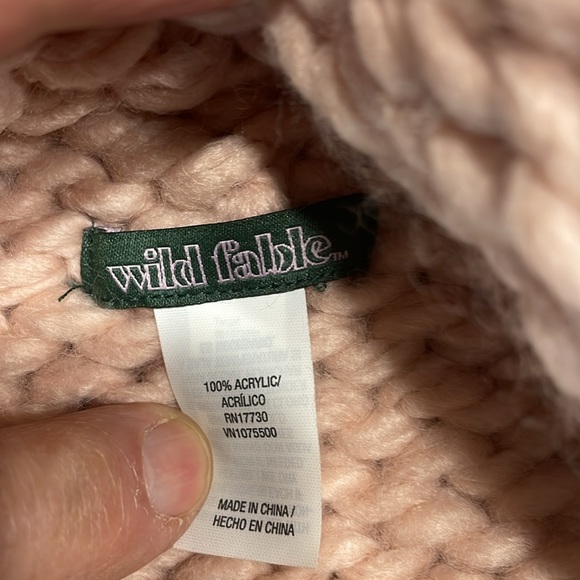 wild fable™
100% ACRYLIC/
ACRÍLICO
RN17730
VN1075500
MADE IN CHINA /
HECHO EN CHINA